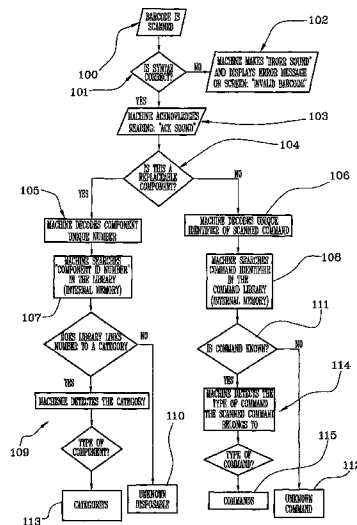 BARCODE IS
SCANNED
100
102
MACHINE MAKES "ERROR SOUND"
AND DISPLAYS ERROR MESSAGE
ON SCREEN: "INVALID BARCODE"
IS SYNTAX
CORRECT?
NO
101
YES
MACHINE ACKNOWLEDGES
READING: "ACK SOUND"
103
104
IS THIS A
REPLACEABLE
COMPONENT?
YES
NO
105
106
MACHINE DECODES COMPONENT
UNIQUE NUMBER
MACHINE DECODES UNIQUE
IDENTIFIER OF SCANNED COMMAND
MACHINE SEARCHES
"COMPONENT ID NUMBER"
IN THE LIBRARY
(INTERNAL MEMORY)
107
MACHINE SEARCHES
COMMAND IDENTIFIER
IN THE
COMMAND LIBRARY
(INTERNAL MEMORY)
108
111
DOES LIBRARY LINKS
NUMBER TO A CATEGORY
NO
YES
IS COMMAND KNOWN?
NO
YES
MACHINE DETECTS THE CATEGORY
109
MACHINE DETECTS THE
TYPE OF COMMAND
THE SCANNED COMMAND
BELONGS TO
114
TYPE OF
COMPONENT?
110
TYPE OF
COMMAND?
115
112
CATEGORIES
113
UNKNOWN
DISPOSABLE
COMMANDS
UNKNOWN
COMMAND